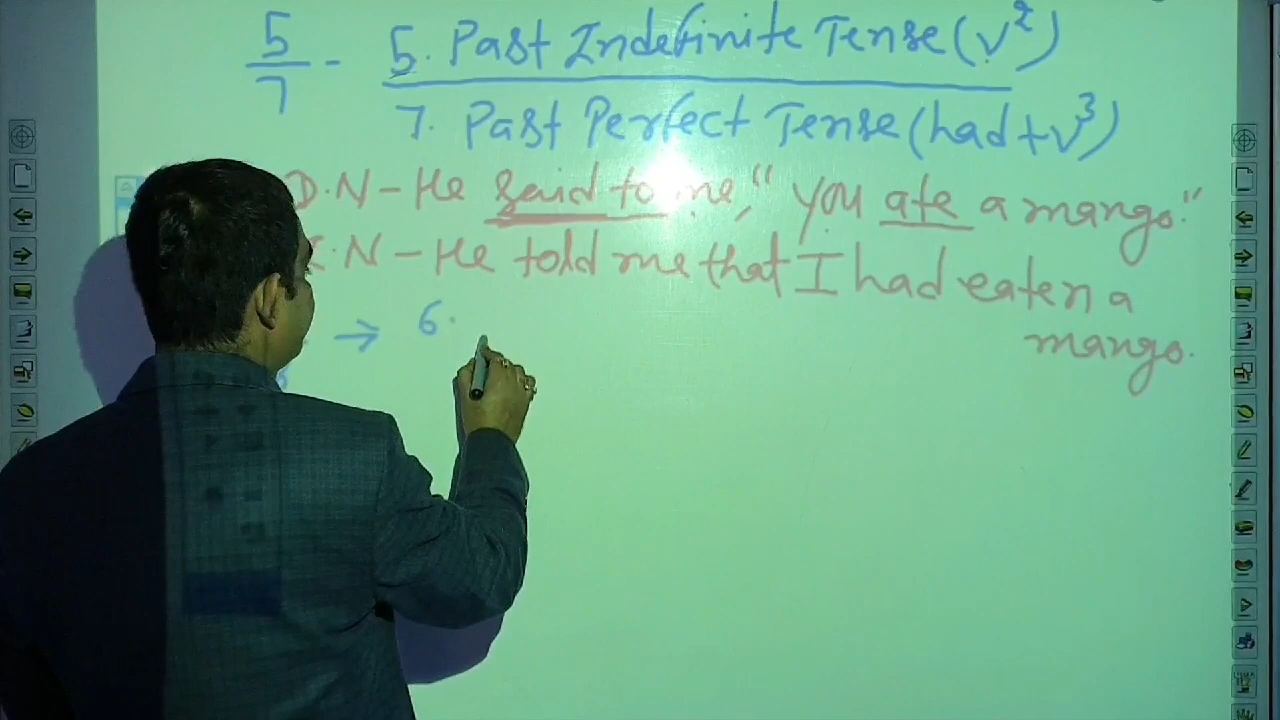 5/7 - 5. Past Indefinite Tense (v²)
7. Past Perfect Tense (had + v³)
D.N - He said to me, "You ate a mango."
.N - He told me that I had eaten a
mango.
→ 6.
8